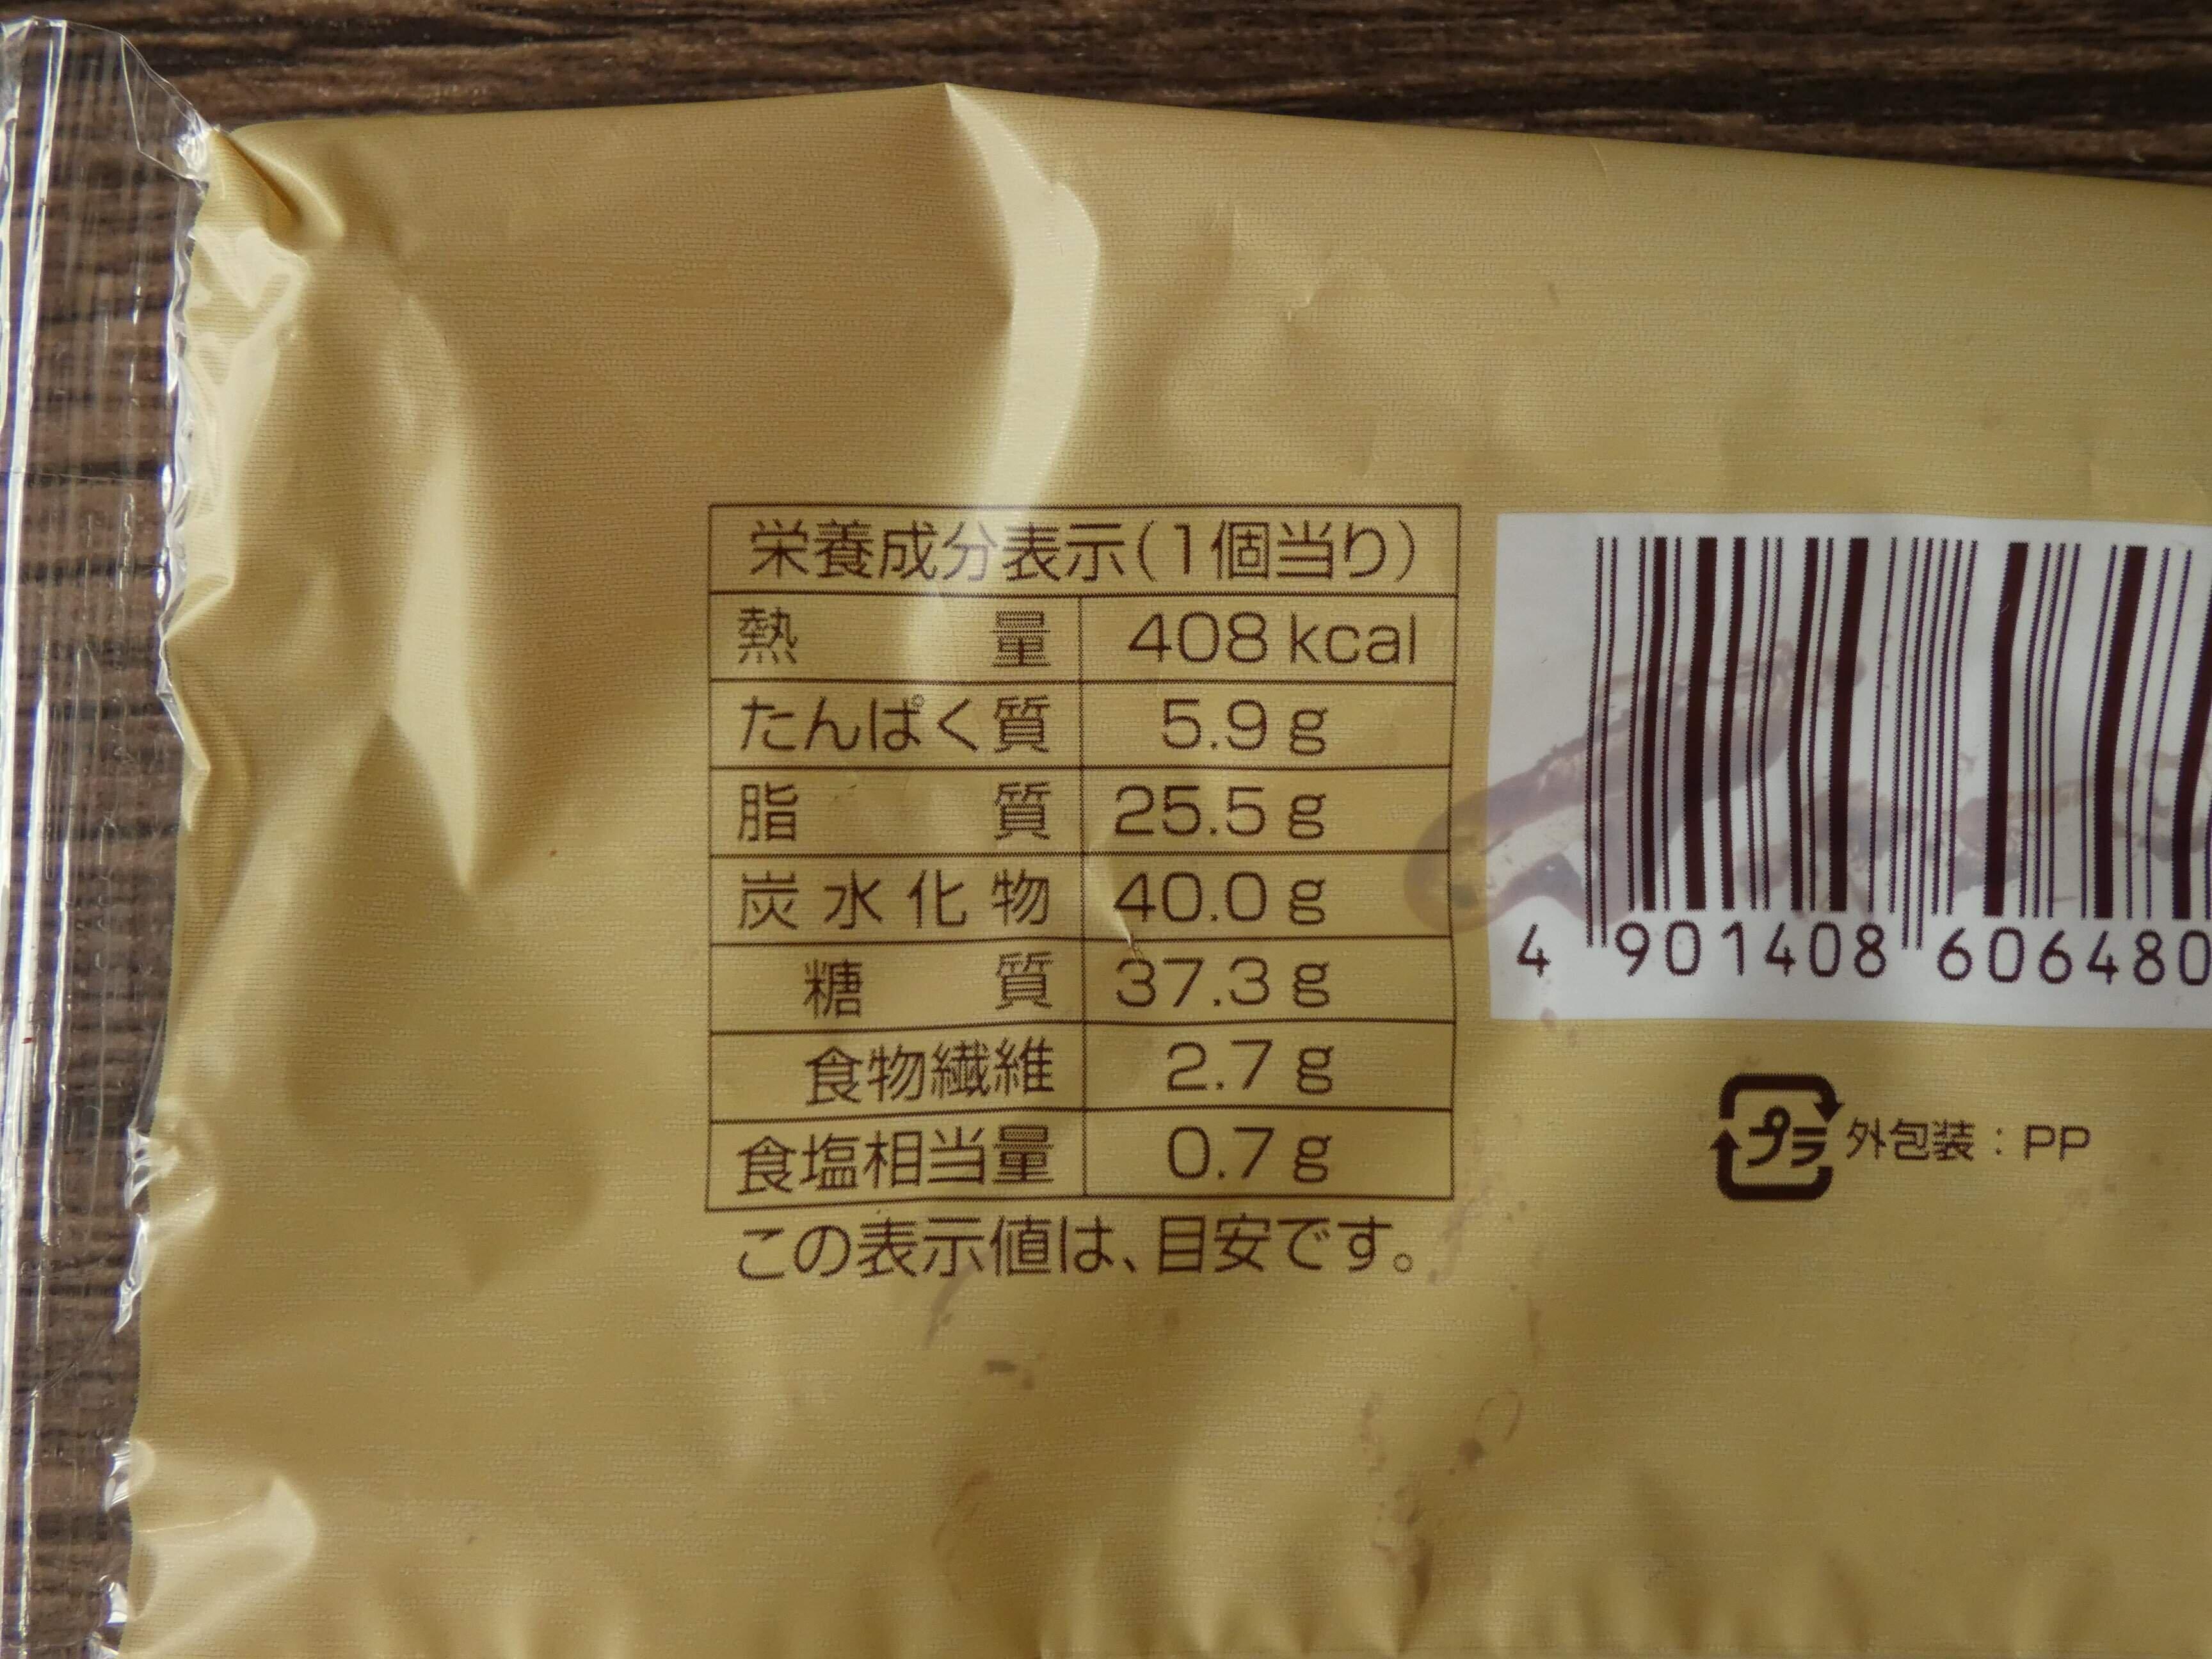 栄養成分表示(1個当り)
熱量 408 kcal
たんぱく質 5.9 g
脂質 25.5 g
炭水化物 40.0 g
糖質 37.3 g
食物繊維 2.7 g
食塩相当量 0.7 g
この表示値は、目安です。
4 901408 606480
プラ 外包装：PP